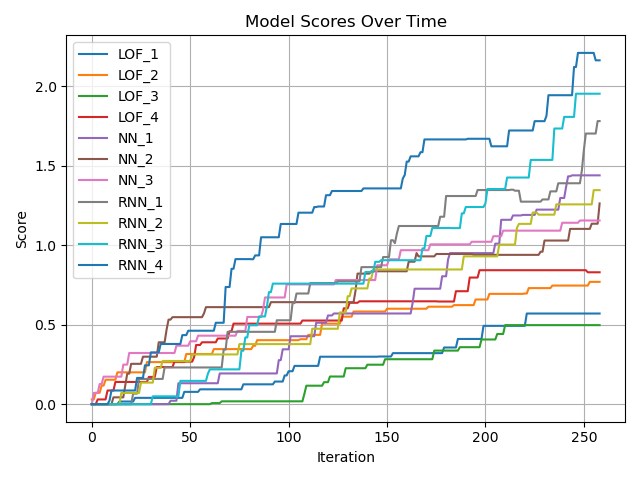 Model Scores Over Time
Score
2.0
1.5
1.0
0.5
0.0
LOF_1
LOF_2
LOF_3
LOF_4
NN_1
NN_2
NN_3
RNN_1
RNN_2
RNN_3
RNN_4
0 50 100 150 200 250
Iteration